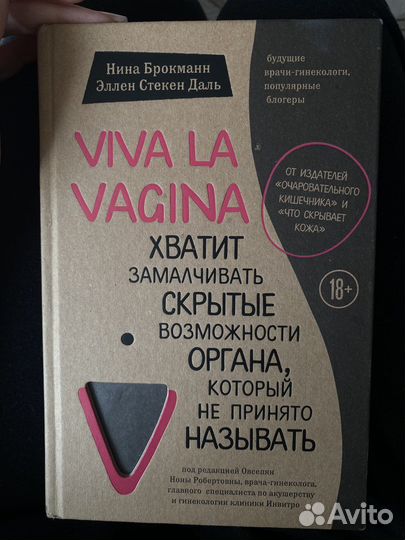 Нина Брокманн
Эллен Стекен Даль
будущие
врачи-гинекологи,
популярные
блогеры
VIVA LA
VAGINA
ОТ ИЗДАТЕЛЕЙ
«ОЧАРОВАТЕЛЬНОГО
КИШЕЧНИКА» И
«ЧТО СКРЫВАЕТ
КОЖА»
ХВАТИТ
ЗАМАЛЧИВАТЬ
СКРЫТЫЕ
ВОЗМОЖНОСТИ
ОРГАНА,
КОТОРЫЙ
НЕ ПРИНЯТО
НАЗЫВАТЬ
18+
под редакцией Овсепян
Ноны Робертовны, врача-гинеколога,
главного специалиста по акушерству
и гинекологии клиники Инвитро
Avito